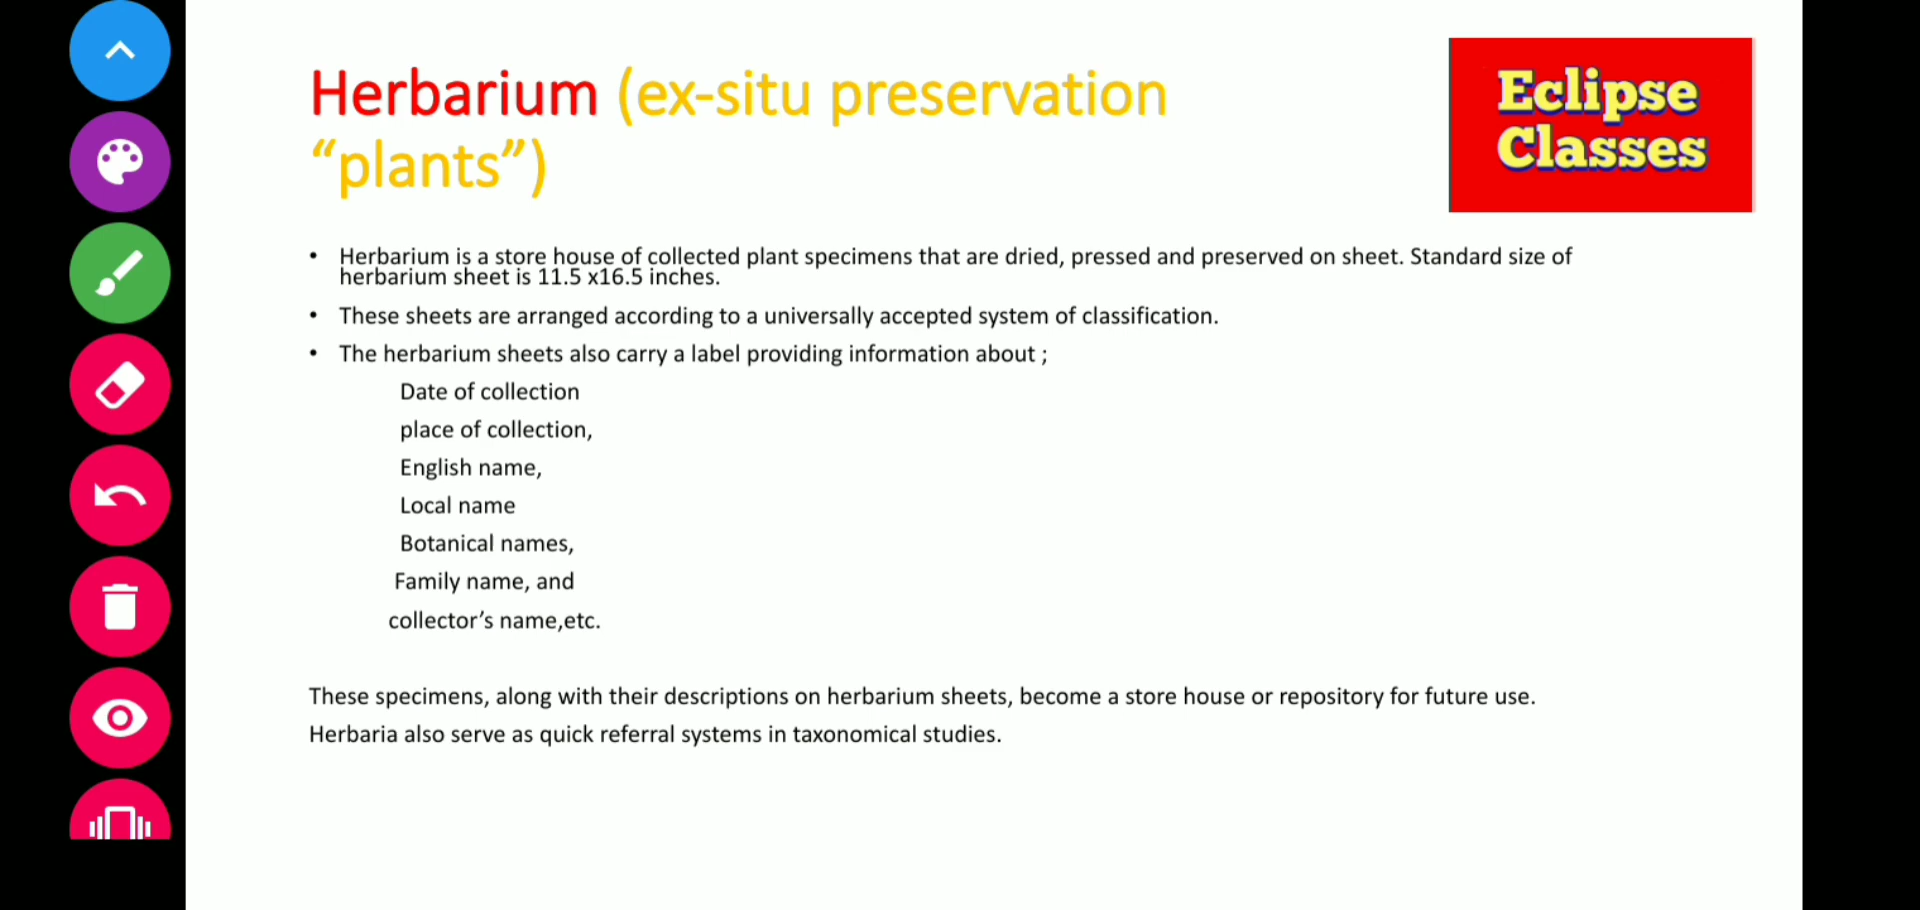 Herbarium (ex-situ preservation
“plants”)
Eclipse
Classes
• Herbarium is a store house of collected plant specimens that are dried, pressed and preserved on sheet. Standard size of
herbarium sheet is 11.5 x16.5 inches.
• These sheets are arranged according to a universally accepted system of classification.
• The herbarium sheets also carry a label providing information about ;
Date of collection
place of collection,
English name,
Local name
Botanical names,
Family name, and
collector’s name,etc.
These specimens, along with their descriptions on herbarium sheets, become a store house or repository for future use.
Herbaria also serve as quick referral systems in taxonomical studies.